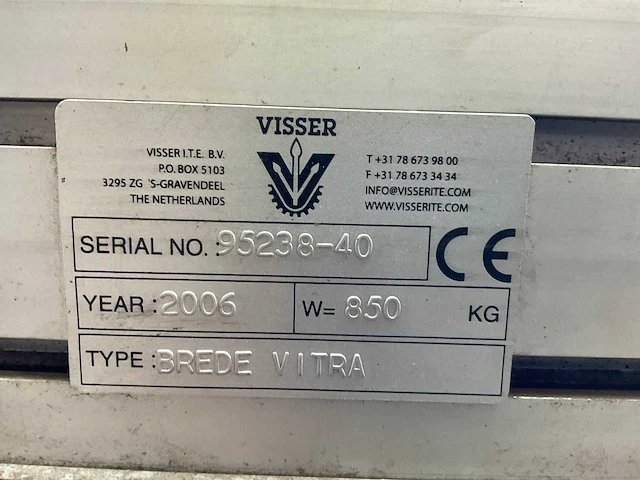 VISSER
VISSER I.T.E. B.V.
P.O. BOX 5103
3295 ZG 'S-GRAVENDEEL
THE NETHERLANDS
T +31 78 673 98 00
F +31 78 673 34 34
INFO@VISSERITE.COM
WWW.VISSERITE.COM
SERIAL NO. : 95238-40
CE
YEAR : 2006 W= 850 KG
TYPE : BREDE VITRA